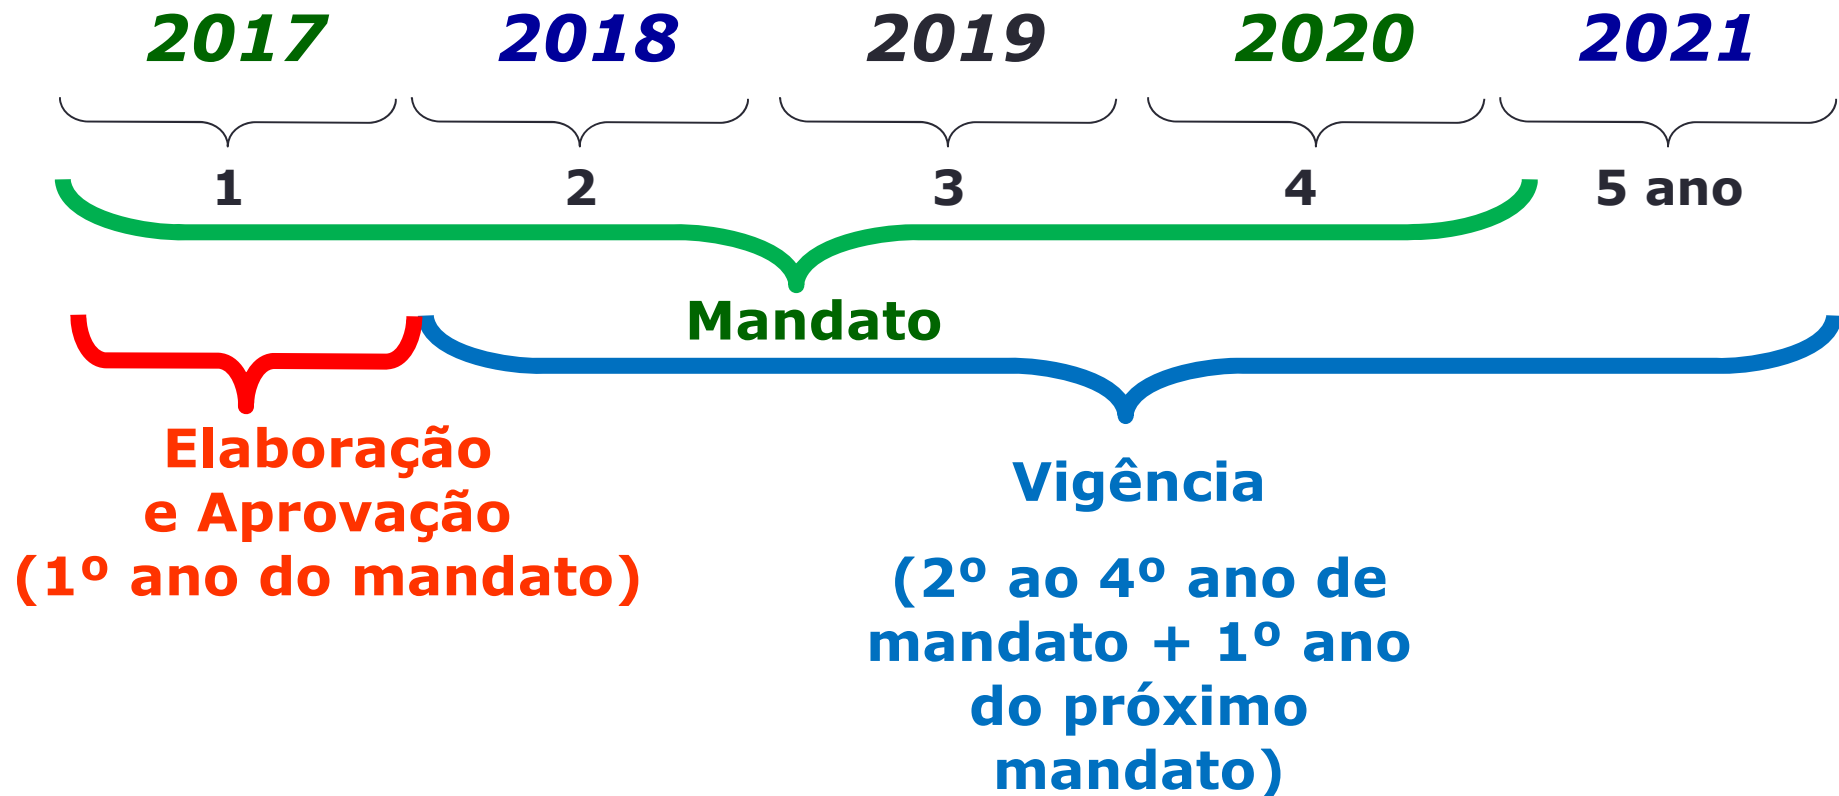 2017 2018 2019 2020 2021
1 2 3 4 5 ano
Mandato
Elaboração
e Aprovação
(1º ano do mandato)
Vigência
(2º ao 4º ano de
mandato + 1º ano
do próximo
mandato)